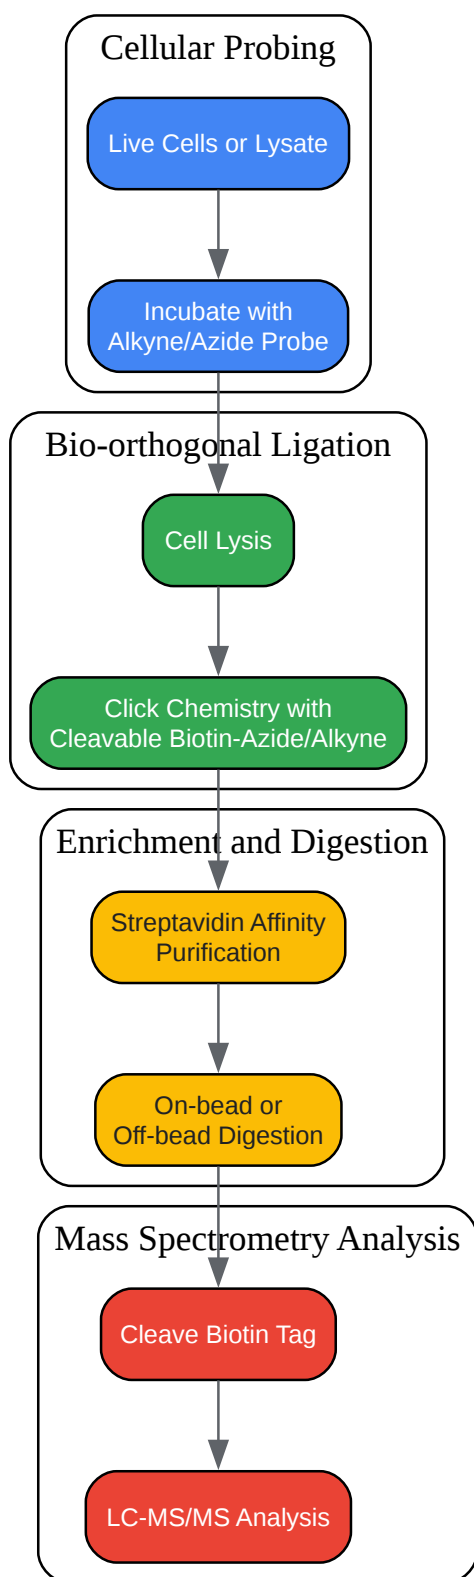 Cellular Probing
Live Cells or Lysate
Incubate with
Alkyne/Azide Probe
Bio-orthogonal Ligation
Cell Lysis
Click Chemistry with
Cleavable Biotin-Azide/Alkyne
Enrichment and Digestion
Streptavidin Affinity
Purification
On-bead or
Off-bead Digestion
Mass Spectrometry Analysis
Cleave Biotin Tag
LC-MS/MS Analysis